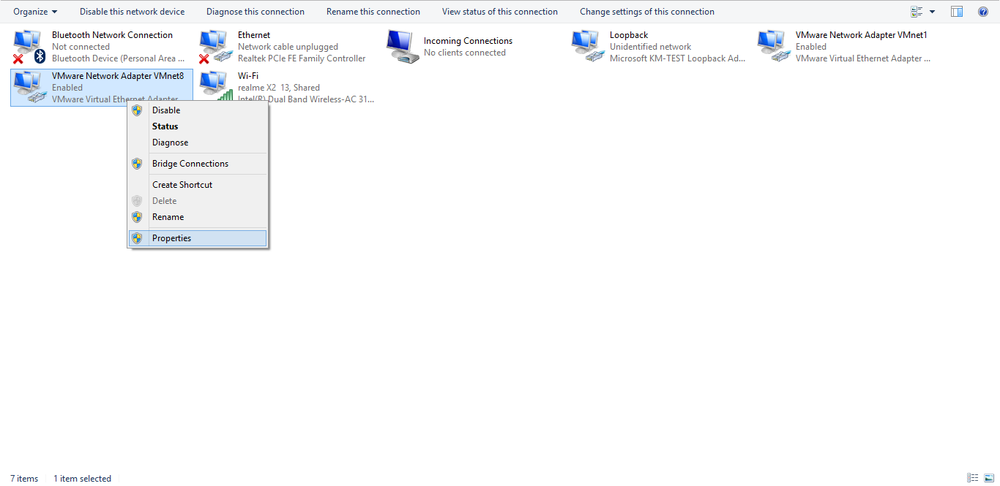 Organize
Disable this network device
Diagnose this connection
Rename this connection
View status of this connection
Change settings of this connection
Bluetooth Network Connection
Not connected
Bluetooth Device (Personal Area ...
Ethernet
Network cable unplugged
Realtek PCIe FE Family Controller
Incoming Connections
No clients connected
Loopback
Unidentified network
Microsoft KM-TEST Loopback Ad...
VMware Network Adapter VMnet1
Enabled
VMware Virtual Ethernet Adapter ...
VMware Network Adapter VMnet8
Enabled
VMware Virtual Ethernet Adapter
Wi-Fi
realme X2 13, Shared
Intel(R) Dual Band Wireless-AC 31...
Disable
Status
Diagnose
Bridge Connections
Create Shortcut
Delete
Rename
Properties
7 items
1 item selected